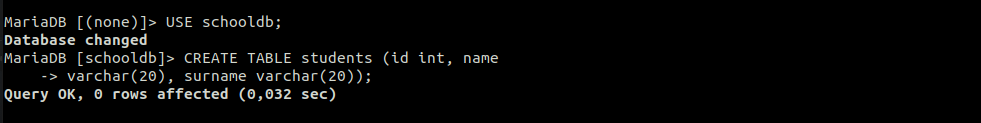 MariaDB [(none)]> USE schooldb;
Database changed
MariaDB [schooldb]> CREATE TABLE students (id int, name
    -> varchar(20), surname varchar(20));
Query OK, 0 rows affected (0,032 sec)